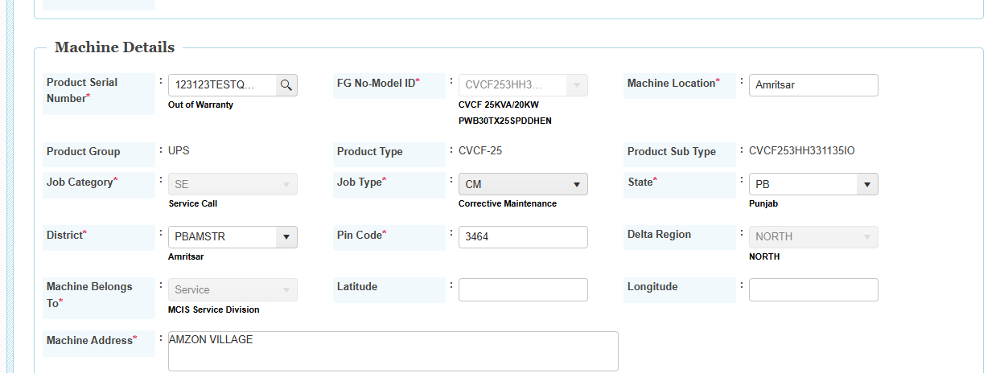 Machine Details
Product Serial Number* : 123123TESTQ...
Out of Warranty
FG No-Model ID* : CVCF253HH3...
CVCF 25KVA/20KW
PWB30TX25SPDDHEN
Machine Location* : Amritsar
Product Group : UPS
Product Type : CVCF-25
Product Sub Type : CVCF253HH331135IO
Job Category* : SE
Service Call
Job Type* : CM
Corrective Maintenance
State* : PB
Punjab
District* : PBAMSTR
Amritsar
Pin Code* : 3464
Delta Region : NORTH
NORTH
Machine Belongs To* : Service
MCIS Service Division
Latitude :
Longitude :
Machine Address* : AMZON VILLAGE